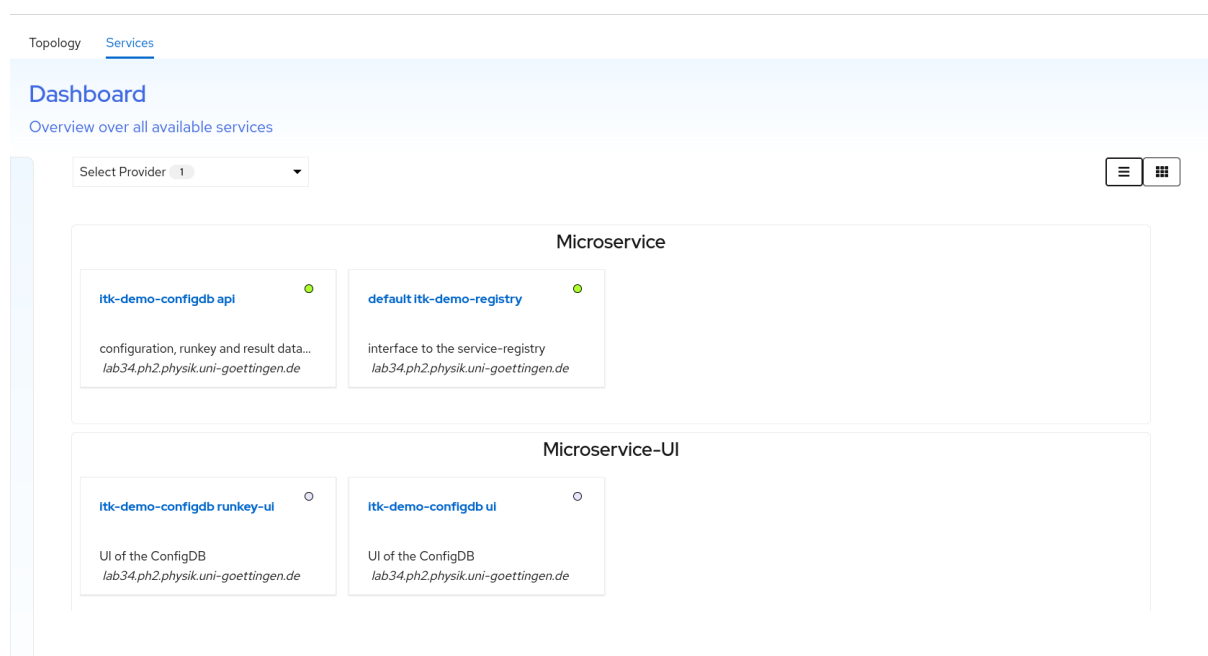 Topology Services
Dashboard
Overview over all available services
Select Provider 1
Microservice
itk-demo-configdb api
configuration, runkey and result data...
lab34.ph2.physik.uni-goettingen.de
default itk-demo-registry
interface to the service-registry
lab34.ph2.physik.uni-goettingen.de
Microservice-UI
itk-demo-configdb runkey-ui
UI of the ConfigDB
lab34.ph2.physik.uni-goettingen.de
itk-demo-configdb ui
UI of the ConfigDB
lab34.ph2.physik.uni-goettingen.de